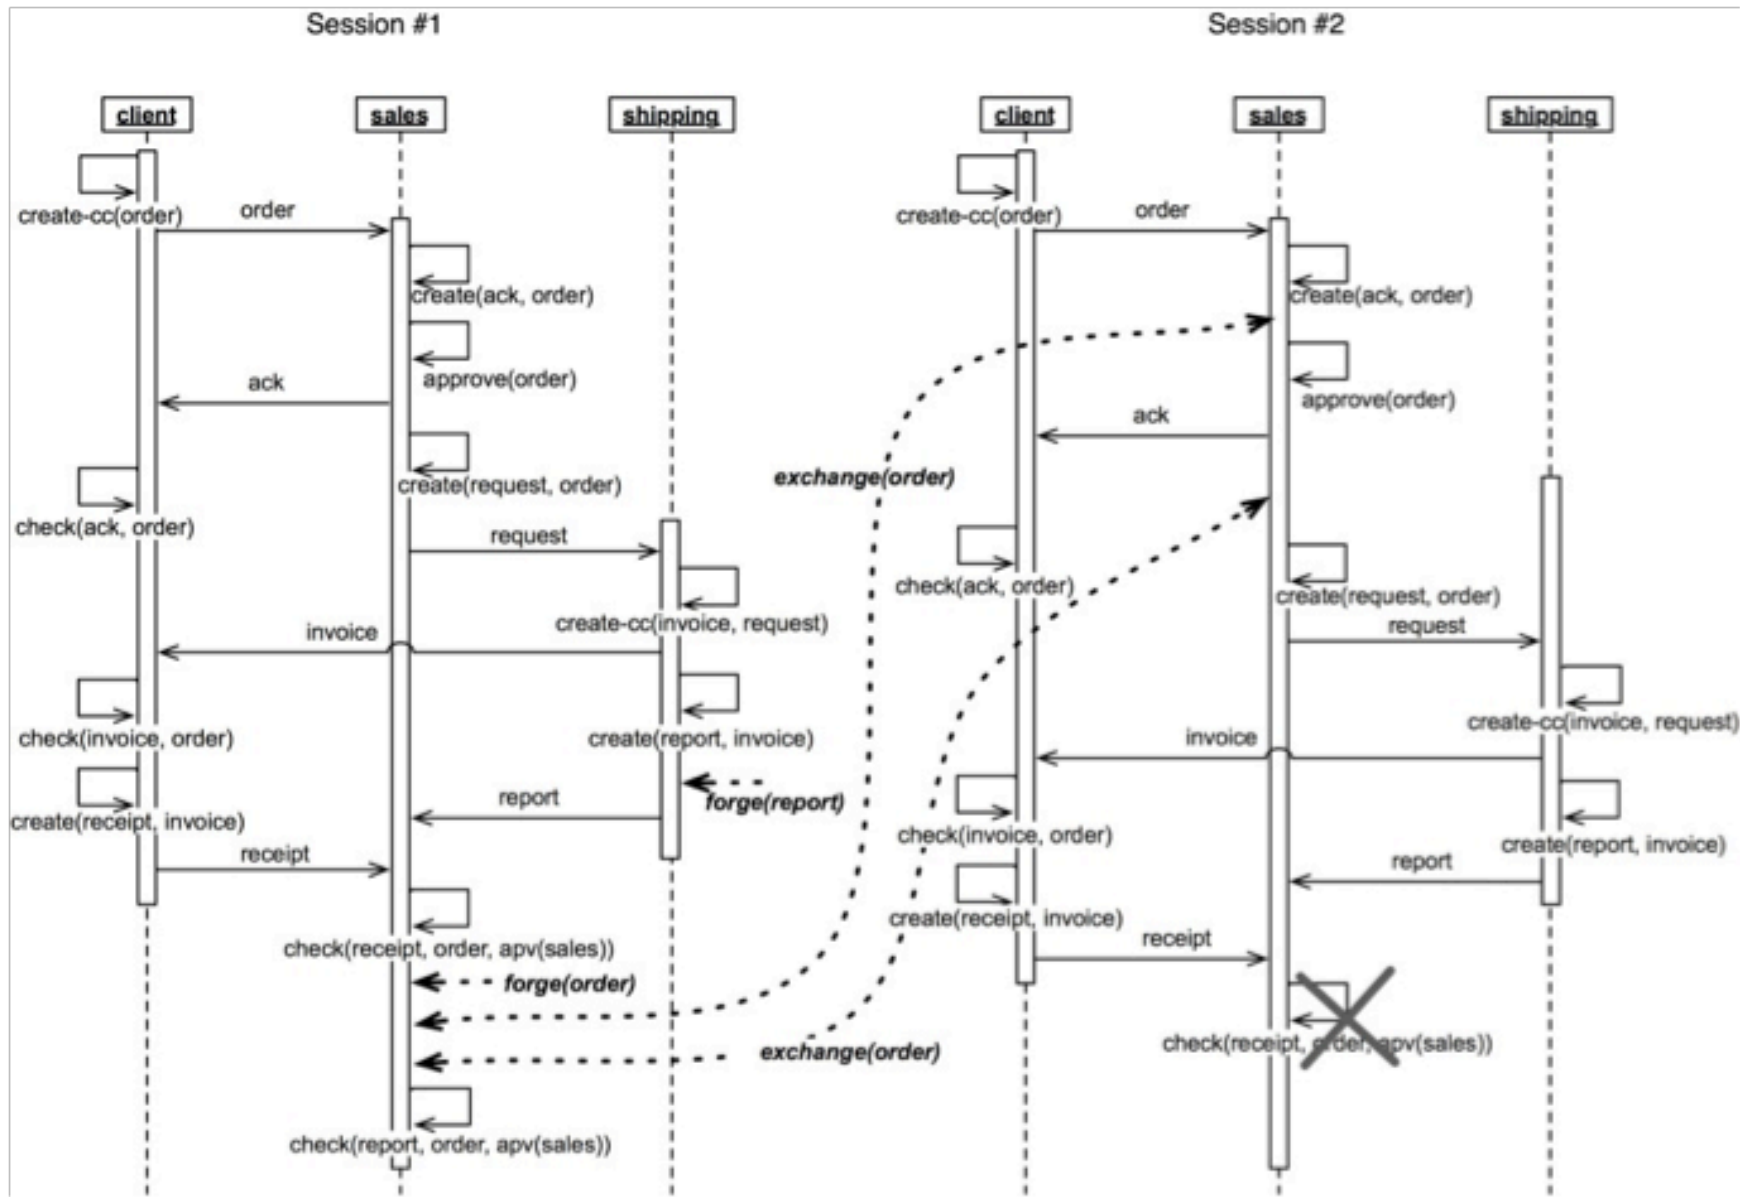 Session #1
Session #2
client
sales
shipping
client
sales
shipping
create-cc(order)
order
create-cc(order)
order
create(ack, order)
create(ack, order)
approve(order)
ack
approve(order)
ack
exchange(order)
create(request, order)
check(ack, order)
request
check(ack, order)
create(request, order)
create-cc(invoice, request)
request
invoice
create-cc(invoice, request)
check(invoice, order)
create(report, invoice)
invoice
forge(report)
report
create(receipt, invoice)
check(invoice, order)
create(report, invoice)
receipt
report
create(receipt, invoice)
receipt
check(receipt, order, apv(sales))
forge(order)
check(receipt, order, apv(sales))
exchange(order)
check(report, order, apv(sales))